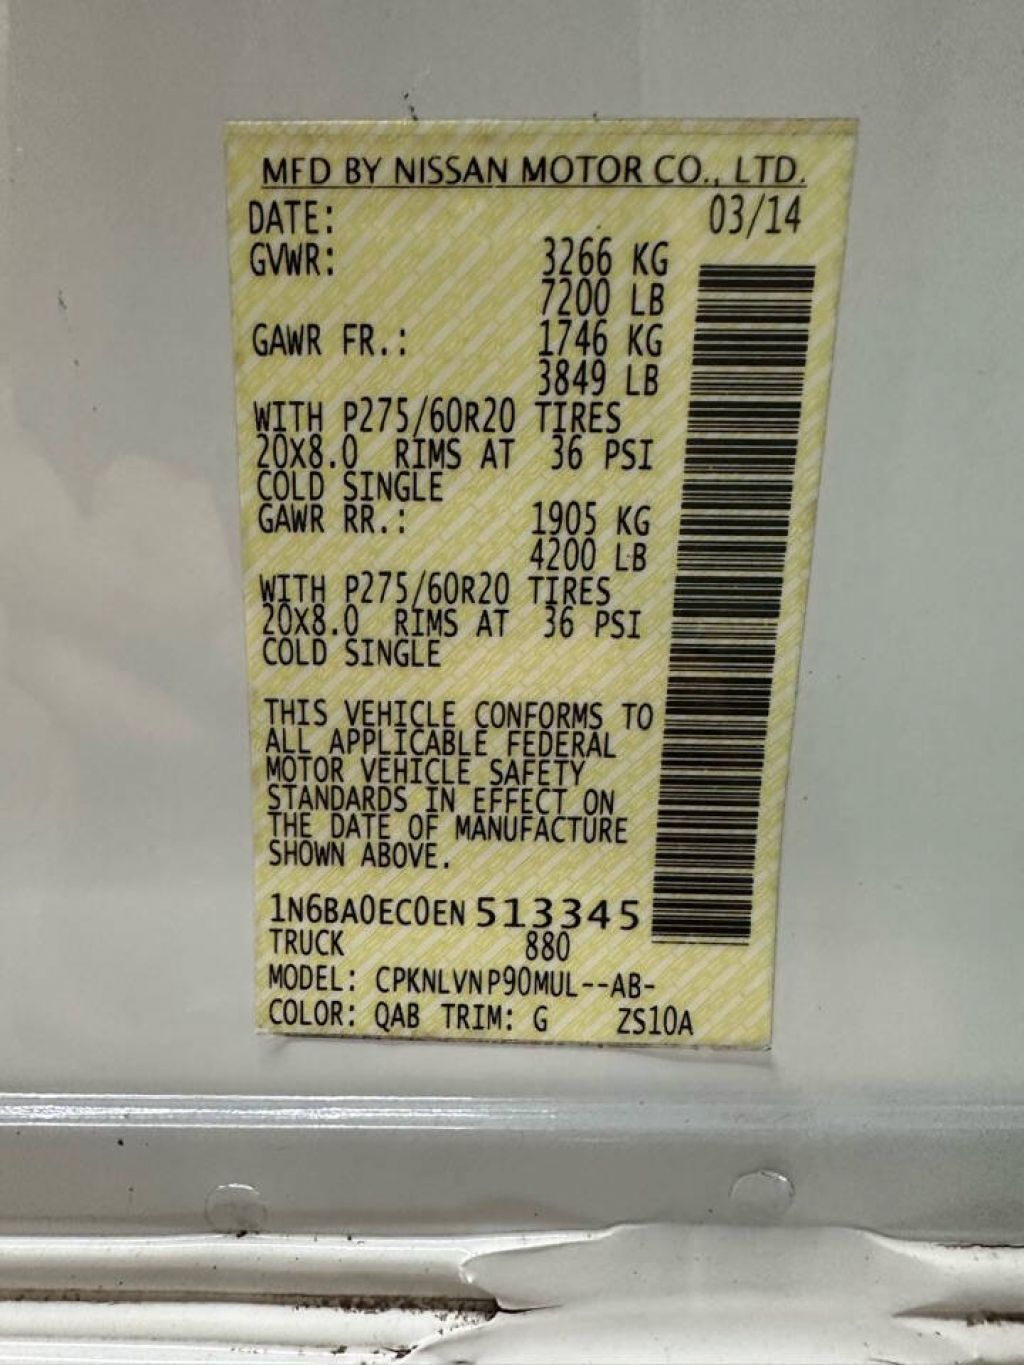 MFD BY NISSAN MOTOR CO., LTD.
DATE: 03/14
GVWR: 3266 KG
7200 LB
GAWR FR.: 1746 KG
3849 LB
WITH P275/60R20 TIRES
20X8.0 RIMS AT 36 PSI
COLD SINGLE
GAWR RR.: 1905 KG
4200 LB
WITH P275/60R20 TIRES
20X8.0 RIMS AT 36 PSI
COLD SINGLE
THIS VEHICLE CONFORMS TO
ALL APPLICABLE FEDERAL
MOTOR VEHICLE SAFETY
STANDARDS IN EFFECT ON
THE DATE OF MANUFACTURE
SHOWN ABOVE.
1N6BA0EC0EN 513345
TRUCK 880
MODEL: CPKNLVNP90MUL--AB-
COLOR: QAB TRIM: G ZS10A